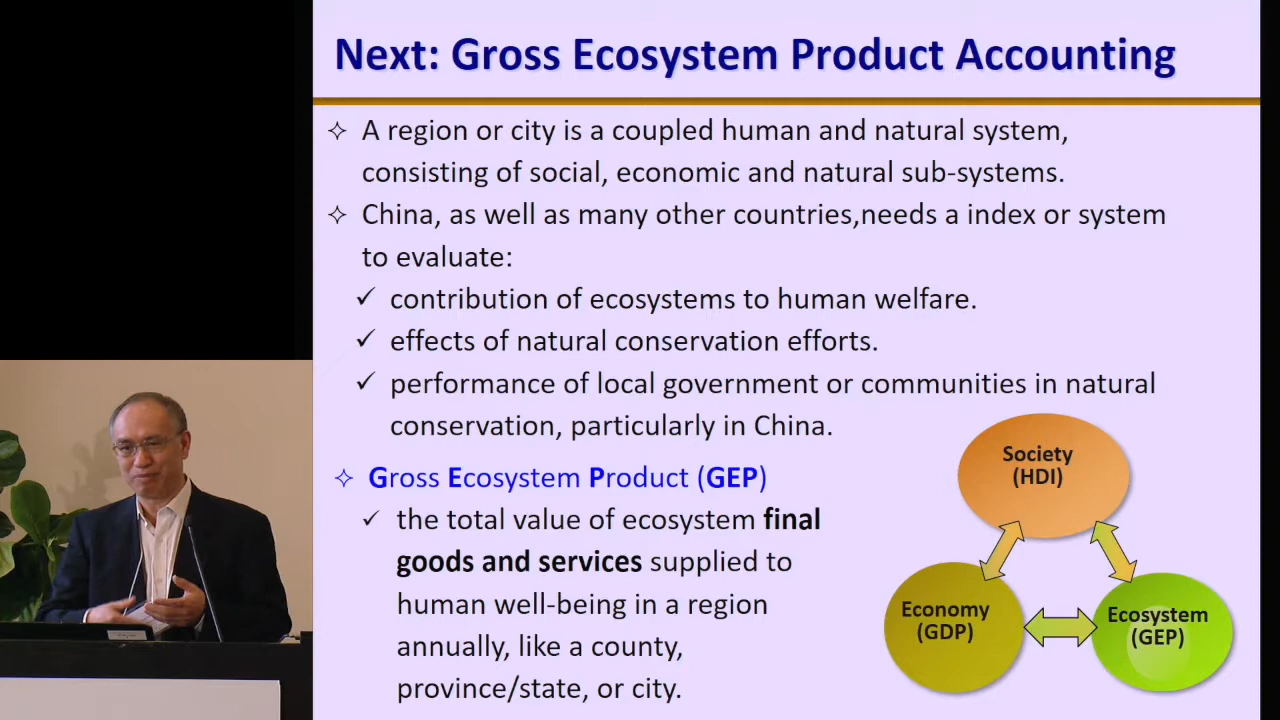 Next: Gross Ecosystem Product Accounting
✧ A region or city is a coupled human and natural system,
consisting of social, economic and natural sub-systems.
✧ China, as well as many other countries,needs a index or system
to evaluate:
✓ contribution of ecosystems to human welfare.
✓ effects of natural conservation efforts.
✓ performance of local government or communities in natural
conservation, particularly in China.
✧ Gross Ecosystem Product (GEP)
✓ the total value of ecosystem final
goods and services supplied to
human well-being in a region
annually, like a county,
province/state, or city.
Society
(HDI)
Economy
(GDP)
Ecosystem
(GEP)